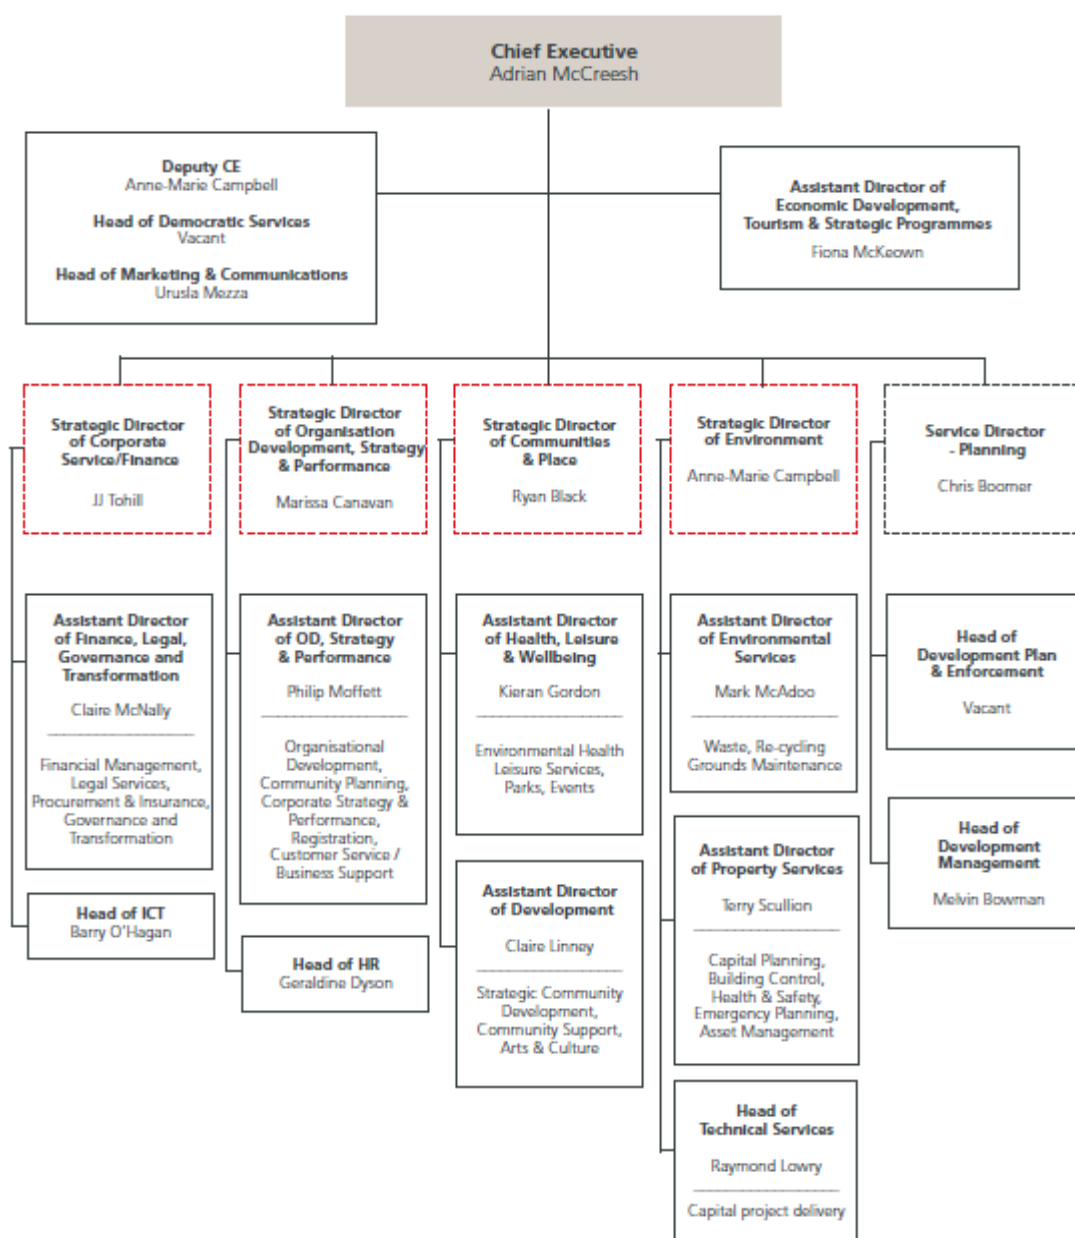 Chief Executive
Adrian McCreesh
Deputy CE
Anne-Marie Campbell
Head of Democratic Services
Vacant
Head of Marketing & Communications
Urusla Mezza
Assistant Director of
Economic Development,
Tourism & Strategic Programmes
Fiona McKeown
Strategic Director
of Corporate
Service/Finance
JJ Tohill
Strategic Director
of Organisation
Development, Strategy
& Performance
Marissa Canavan
Strategic Director
of Communities
& Place
Ryan Black
Strategic Director
of Environment
Anne-Marie Campbell
Service Director
- Planning
Chris Boomer
Assistant Director
of Finance, Legal,
Governance and
Transformation
Claire McNally
Financial Management,
Legal Services,
Procurement & Insurance,
Governance and
Transformation
Head of ICT
Barry O'Hagan
Assistant Director
of OD, Strategy
& Performance
Philip Moffett
Organisational
Development,
Community Planning,
Corporate Strategy &
Performance,
Registration,
Customer Service /
Business Support
Head of HR
Geraldine Dyson
Assistant Director
of Health, Leisure
& Wellbeing
Kieran Gordon
Environmental Health
Leisure Services,
Parks, Events
Assistant Director
of Development
Claire Linney
Strategic Community
Development,
Community Support,
Arts & Culture
Assistant Director
of Environmental
Services
Mark McAdoo
Waste, Re-cycling
Grounds Maintenance
Assistant Director
of Property Services
Terry Scullion
Capital Planning,
Building Control,
Health & Safety,
Emergency Planning,
Asset Management
Head of
Technical Services
Raymond Lowry
Capital project delivery
Head of
Development Plan
& Enforcement
Vacant
Head of
Development
Management
Melvin Bowman